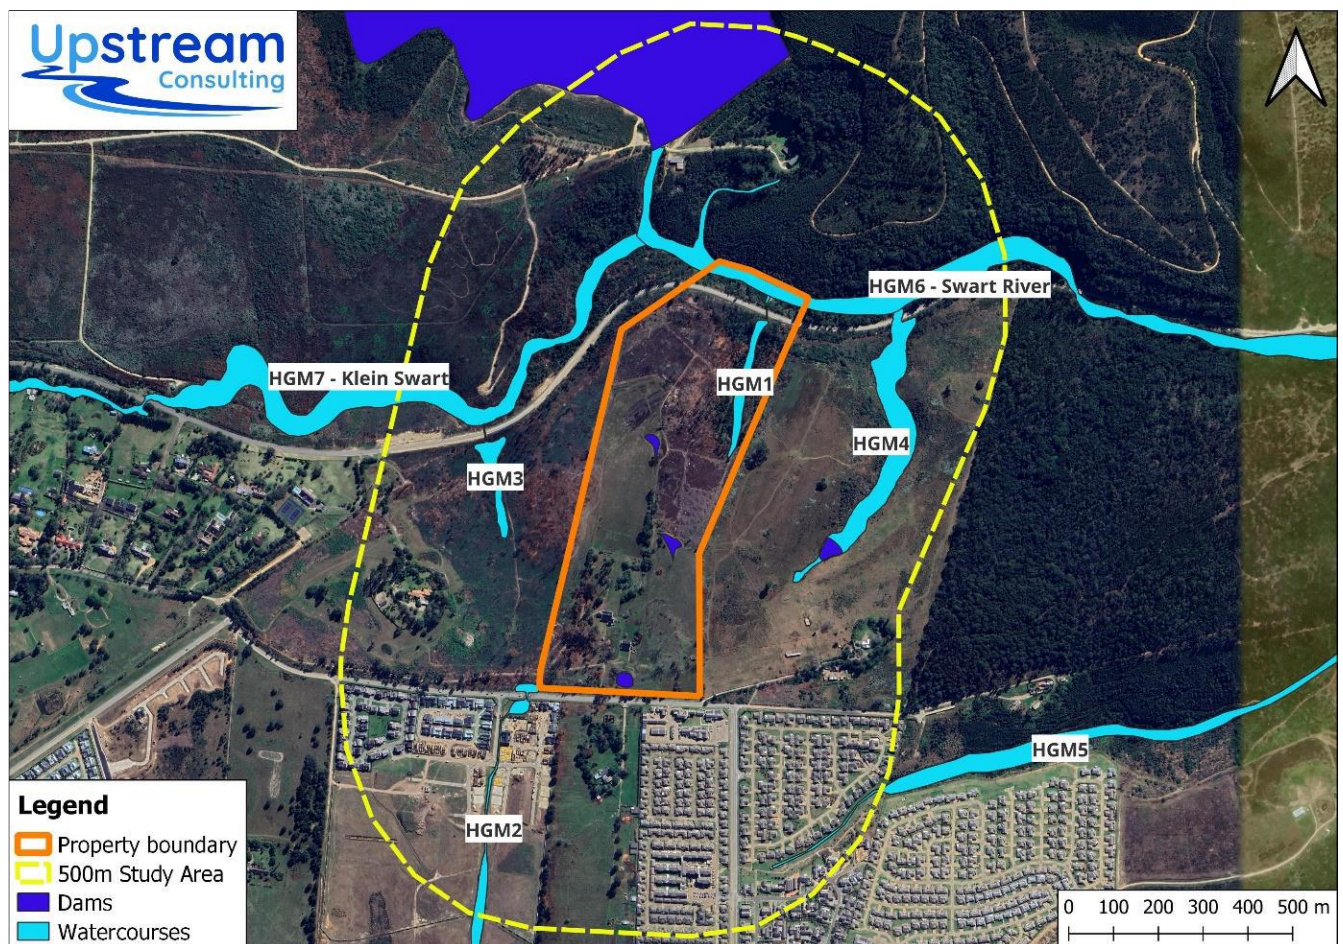 Upstream
Consulting
HGM6 - Swart River
HGM7 - Klein Swart
HGM1
HGM4
HGM3
HGM5
HGM2
Legend
Property boundary
500m Study Area
Dams
Watercourses
0 100 200 300 400 500 m